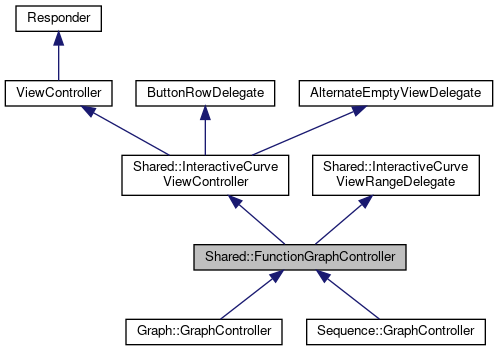 Responder
ViewController
ButtonRowDelegate
AlternateEmptyViewDelegate
Shared::InteractiveCurve
ViewController
Shared::InteractiveCurve
ViewRangeDelegate
Shared::FunctionGraphController
Graph::GraphController
Sequence::GraphController